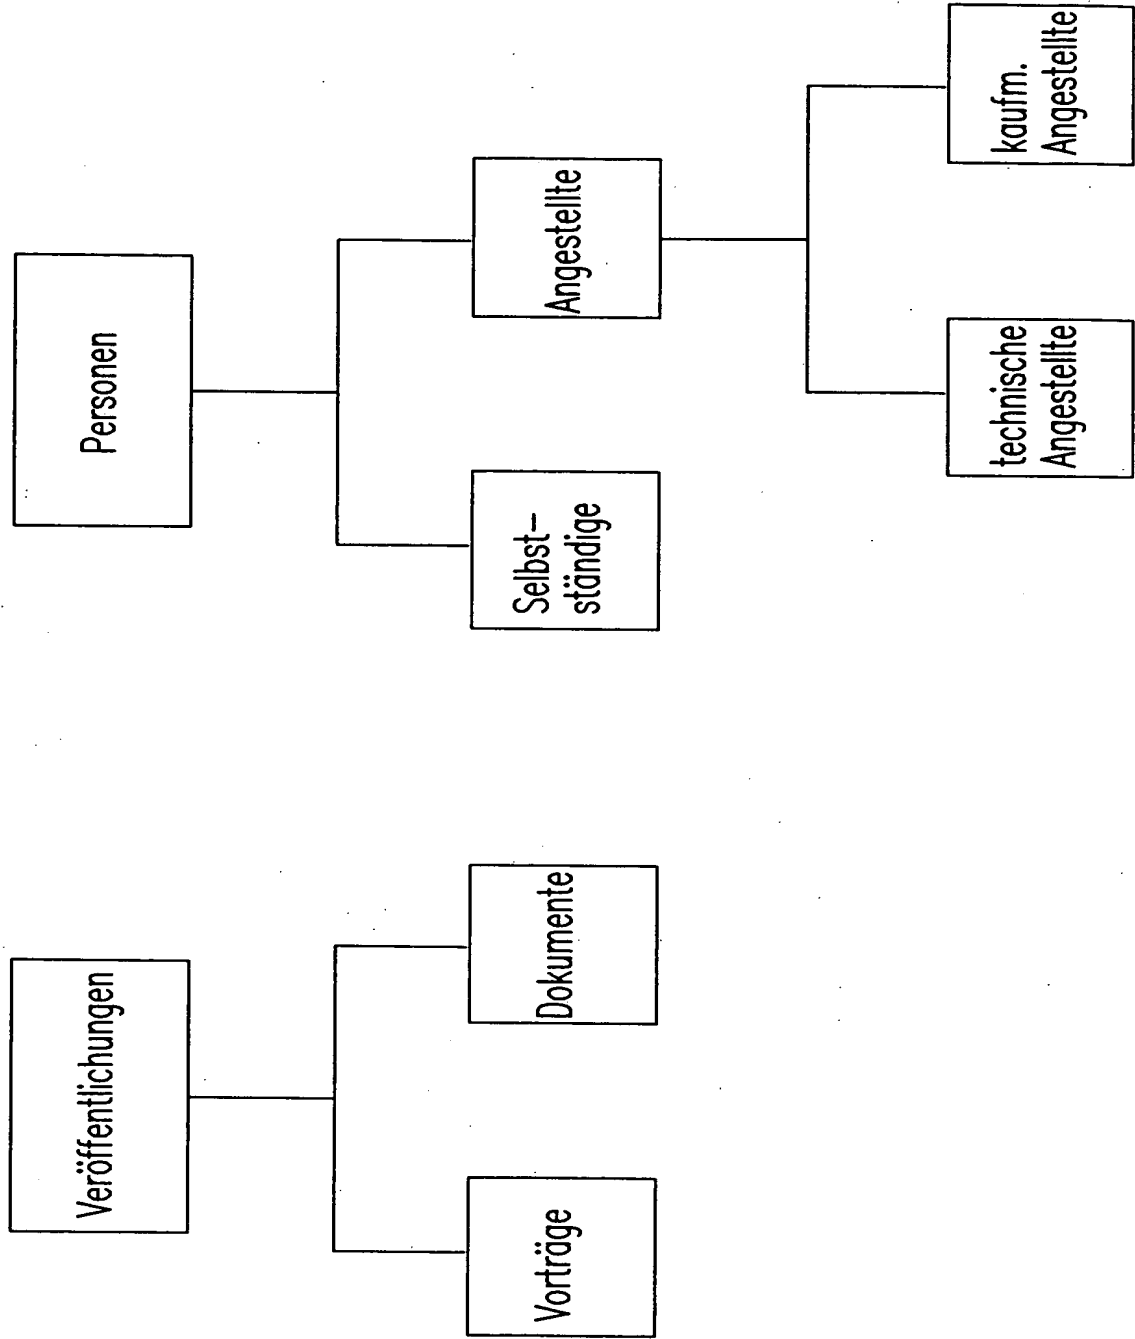 Veröffentlichungen
Vorträge
Dokumente
Personen
Selbst–
ständige
Angestellte
technische
Angestellte
kaufm.
Angestellte